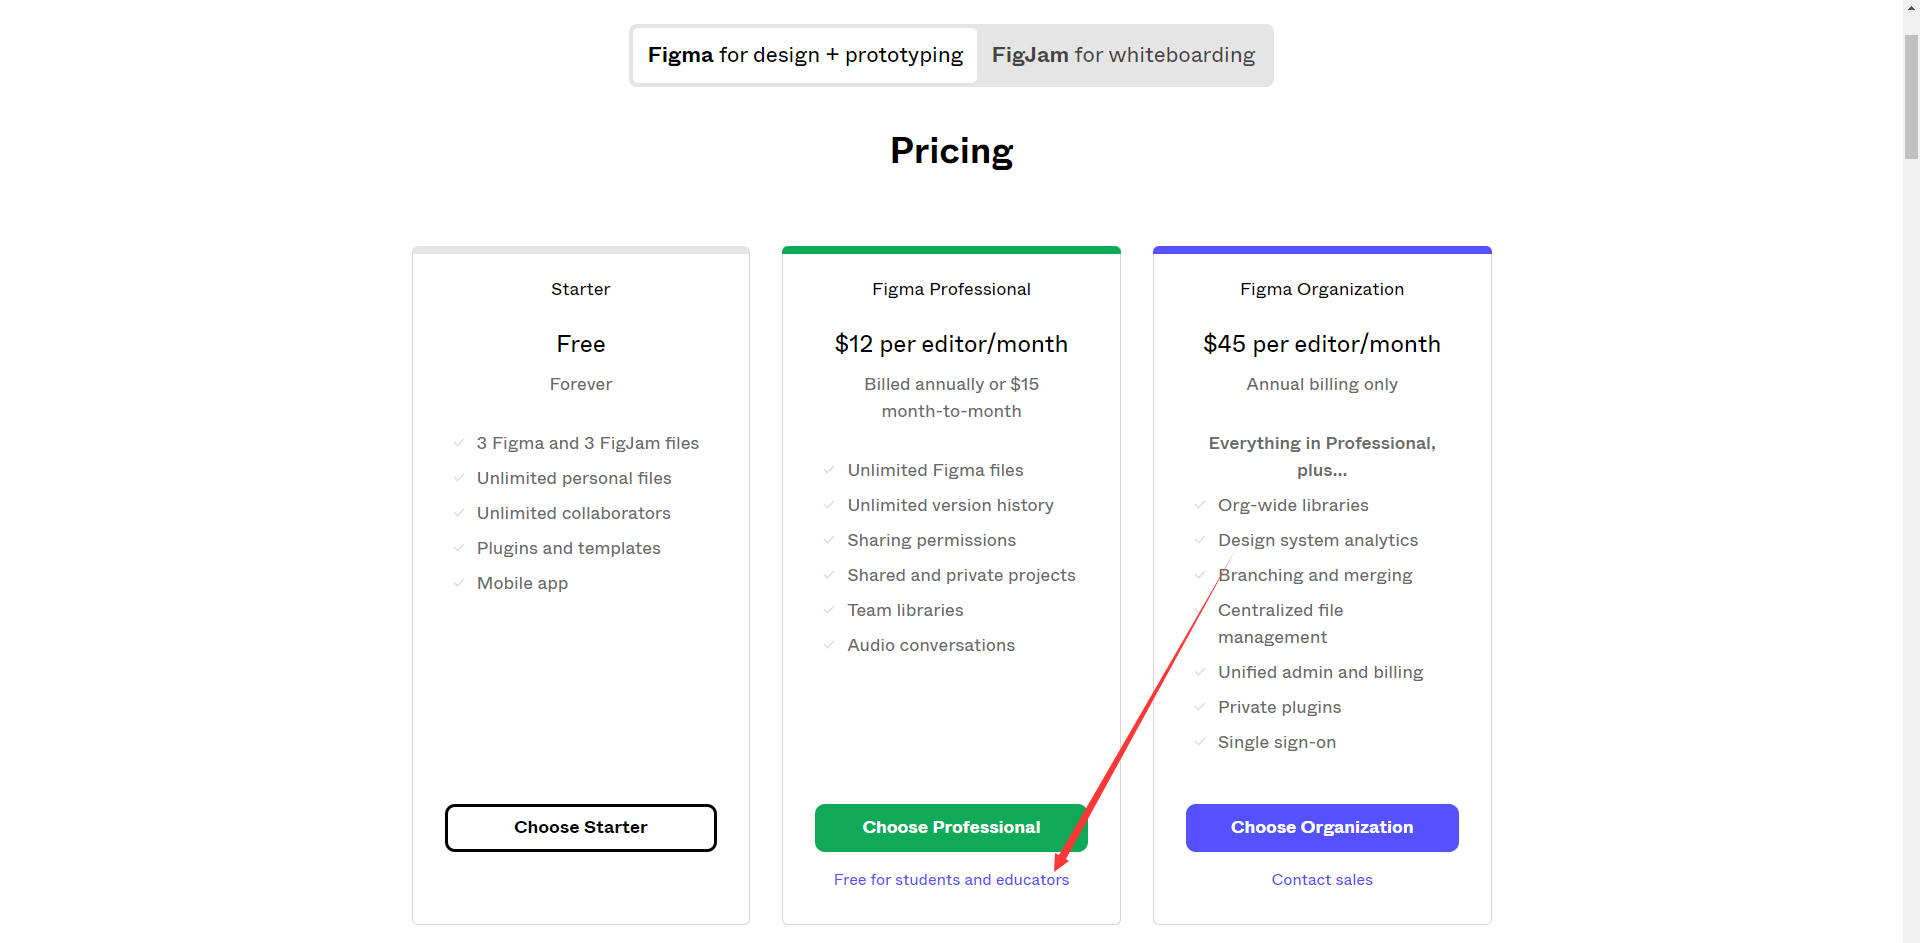 Figma for design + prototyping
FigJam for whiteboarding
Pricing
Starter
Free
Forever
3 Figma and 3 FigJam files
Unlimited personal files
Unlimited collaborators
Plugins and templates
Mobile app
Choose Starter
Figma Professional
$12 per editor/month
Billed annually or $15
month-to-month
Unlimited Figma files
Unlimited version history
Sharing permissions
Shared and private projects
Team libraries
Audio conversations
Choose Professional
Free for students and educators
Figma Organization
$45 per editor/month
Annual billing only
Everything in Professional,
plus...
Org-wide libraries
Design system analytics
Branching and merging
Centralized file
management
Unified admin and billing
Private plugins
Single sign-on
Choose Organization
Contact sales